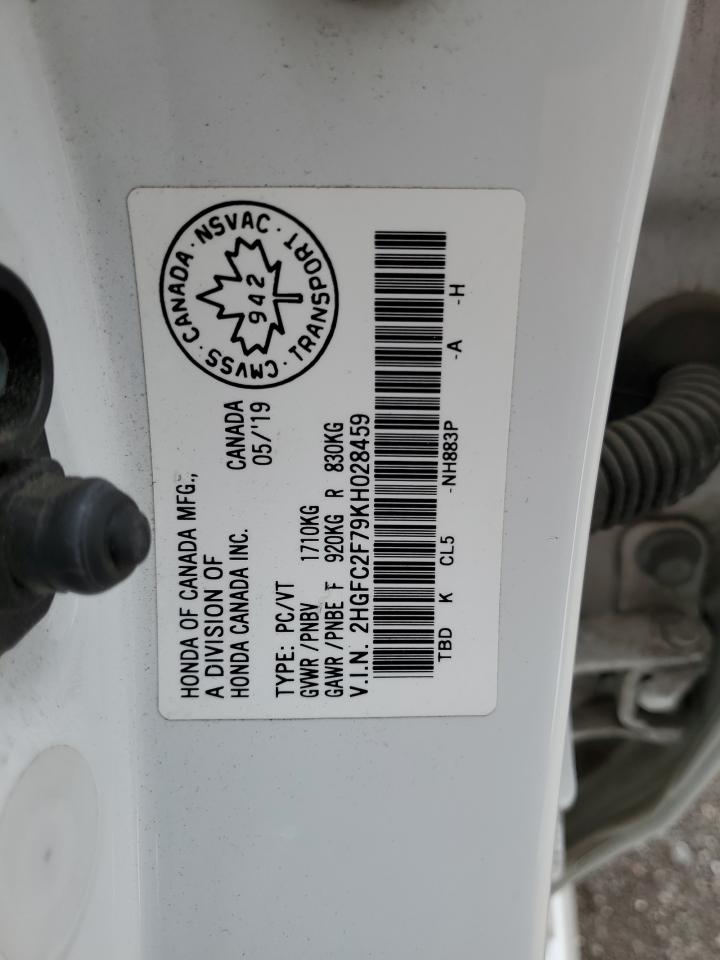 HONDA OF CANADA MFG.,
A DIVISION OF
HONDA CANADA INC.
CANADA
05/'19
TYPE: PC/VT
GVWR /PNBV 1710KG
GAWR /PNBE F 920KG R 830KG
V.I.N. 2HGFC2F79KH028459
TBD K CL5 -NH883P -A -H
CMVSS · CANADA · NSVAC · TRANSPORT ·
942